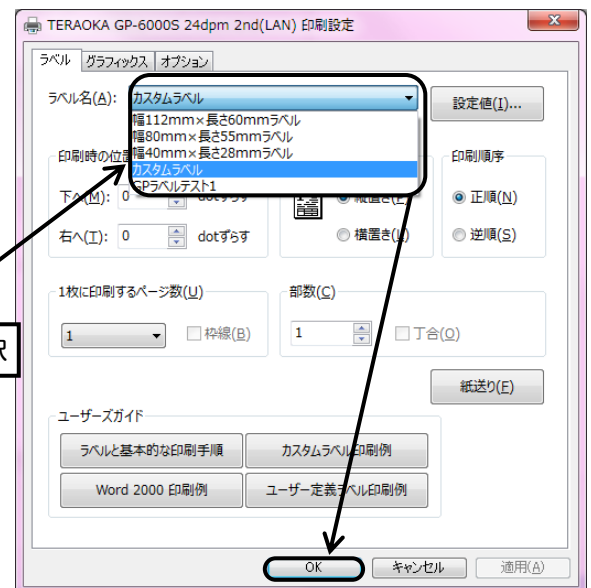 TERAOKA GP-6000S 24dpm 2nd(LAN) 印刷設定
ラベル グラフィックス オプション
ラベル名(A): カスタムラベル 設定値(I)...
幅112mm×長さ60mmラベル
幅80mm×長さ55mmラベル
幅40mm×長さ28mmラベル
カスタムラベル
GPラベルテスト1
印刷時の位 印刷順序
下へ(M): 0 dotずらす 縦置き(P) 正順(N)
右へ(T): 0 dotずらす 横置き 逆順(S)
1枚に印刷するページ数(U) 部数(C)
1 枠線(B) 1 丁合(O)
択
紙送り(F)
ユーザーズガイド
ラベルと基本的な印刷手順 カスタムラベル印刷例
Word 2000 印刷例 ユーザー定義ラベル印刷例
OK キャンセル 適用(A)